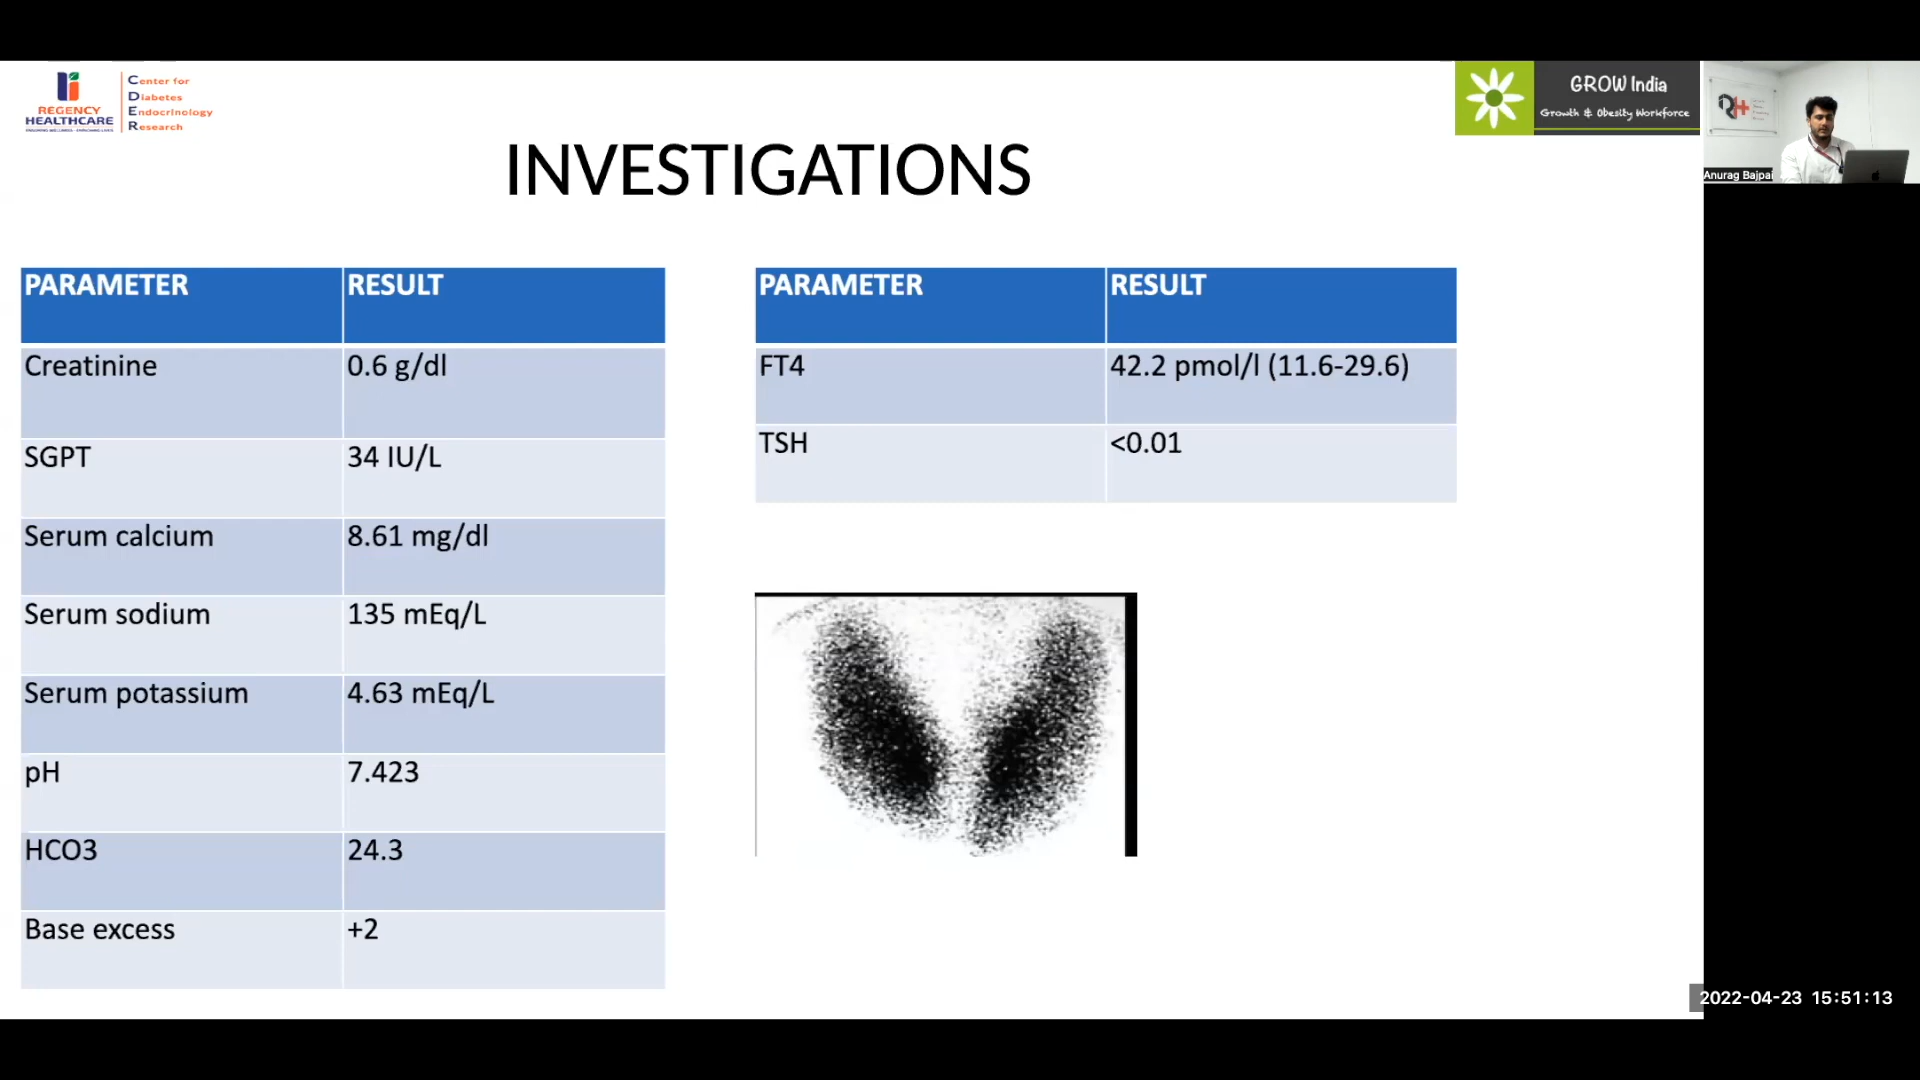 REGENCY
HEALTHCARE
Center for
Diabetes
Endocrinology
Research
GROW India
Growth & Obesity Workforce
RH
Anurag Bajpai
INVESTIGATIONS
PARAMETER RESULT
Creatinine 0.6 g/dl
SGPT 34 IU/L
Serum calcium 8.61 mg/dl
Serum sodium 135 mEq/L
Serum potassium 4.63 mEq/L
pH 7.423
HCO3 24.3
Base excess +2
PARAMETER RESULT
FT4 42.2 pmol/l (11.6-29.6)
TSH <0.01
2022-04-23 15:51:13